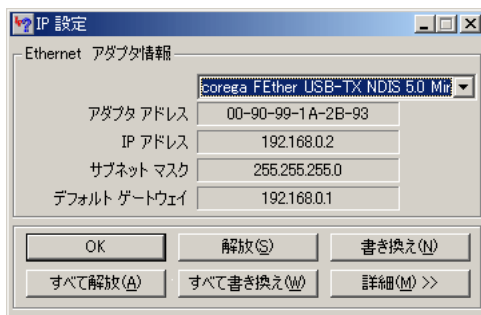 IP 設定
Ethernet アダプタ情報
corega FEther USB-TX NDIS 5.0 Mir
アダプタ アドレス 00-90-99-1A-2B-93
IP アドレス 192.168.0.2
サブネット マスク 255.255.255.0
デフォルト ゲートウェイ 192.168.0.1
OK 解放(S) 書き換え(N)
すべて解放(A) すべて書き換え(W) 詳細(M) >>